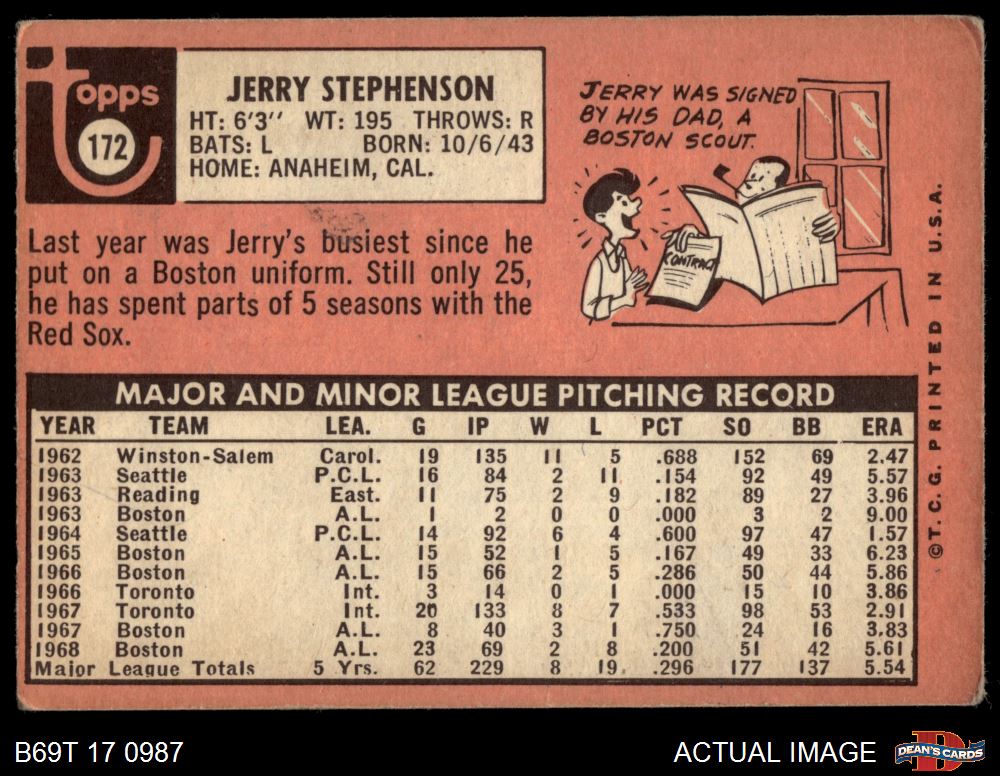 Topps
172
JERRY STEPHENSON
HT: 6'3" WT: 195 THROWS: R
BATS: L BORN: 10/6/43
HOME: ANAHEIM, CAL.
JERRY WAS SIGNED
BY HIS DAD, A
BOSTON SCOUT.
CONTRACT
Last year was Jerry's busiest since he
put on a Boston uniform. Still only 25,
he has spent parts of 5 seasons with the
Red Sox.
MAJOR AND MINOR LEAGUE PITCHING RECORD
YEAR TEAM LEA. G IP W L PCT SO BB ERA
1962 Winston-Salem Carol. 19 135 11 5 .688 152 69 2.47
1963 Seattle P.C.L. 16 84 2 11 .154 92 49 5.57
1963 Reading East. 11 75 2 9 .182 89 27 3.96
1963 Boston A.L. 1 2 0 0 .000 3 2 9.00
1964 Seattle P.C.L. 14 92 6 4 .600 97 47 1.57
1965 Boston A.L. 15 52 1 5 .167 49 33 6.23
1966 Boston A.L. 15 66 2 5 .286 50 44 5.86
1966 Toronto Int. 3 14 0 1 .000 15 10 3.86
1967 Toronto Int. 20 133 8 7 .533 98 53 2.91
1967 Boston A.L. 8 40 3 1 .750 24 16 3.83
1968 Boston A.L. 23 69 2 8 .200 51 42 5.61
Major League Totals 5 Yrs. 62 229 8 19 .296 177 137 5.54
©T.C.G. PRINTED IN U.S.A.
B69T 17 0987
ACTUAL IMAGE
D
DEAN'S CARDS